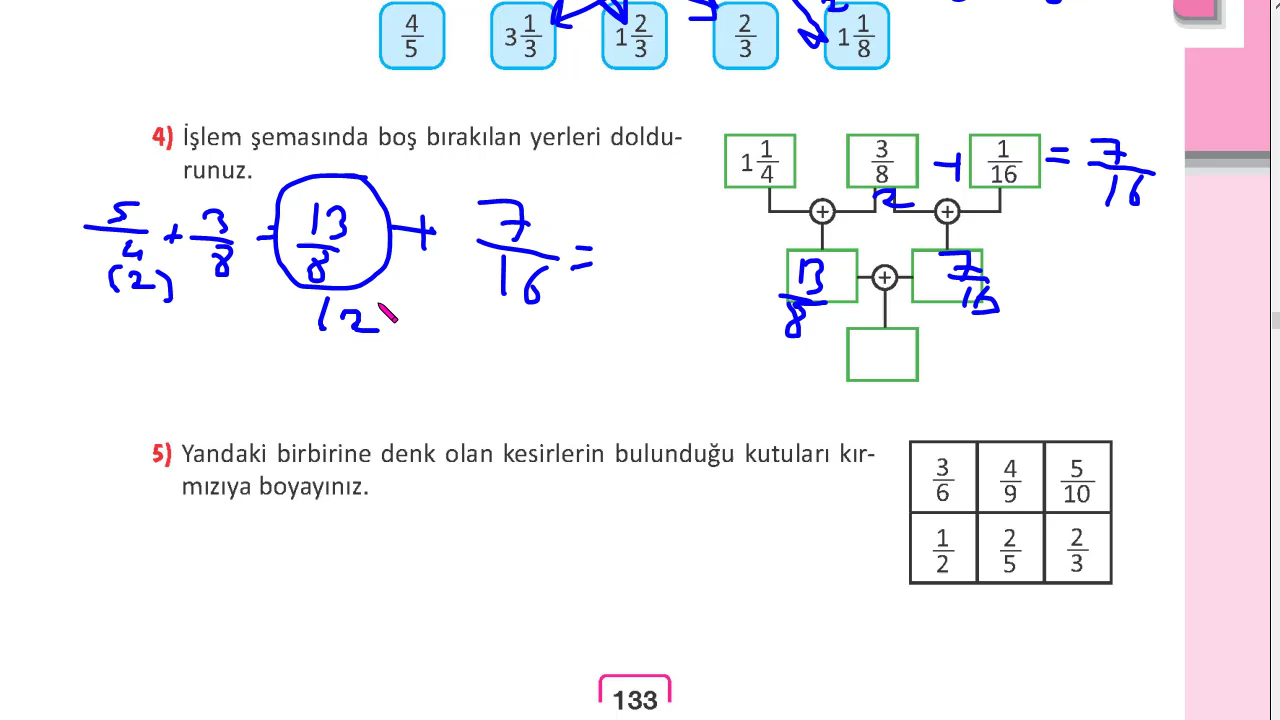 4/5 3 1/3 1 2/3 2/3 1 1/8
2
4) İşlem şemasında boş bırakılan yerleri doldu-
runuz.
1 1/4 3/8 + 1/16 = 7/16
2
+ +
5/4 + 3/8 = 13/8 + 7/16 =
(2)
12
13/8 + 7/16
5) Yandaki birbirine denk olan kesirlerin bulunduğu kutuları kır-
mızıya boyayınız.
3/6 4/9 5/10
1/2 2/5 2/3
133